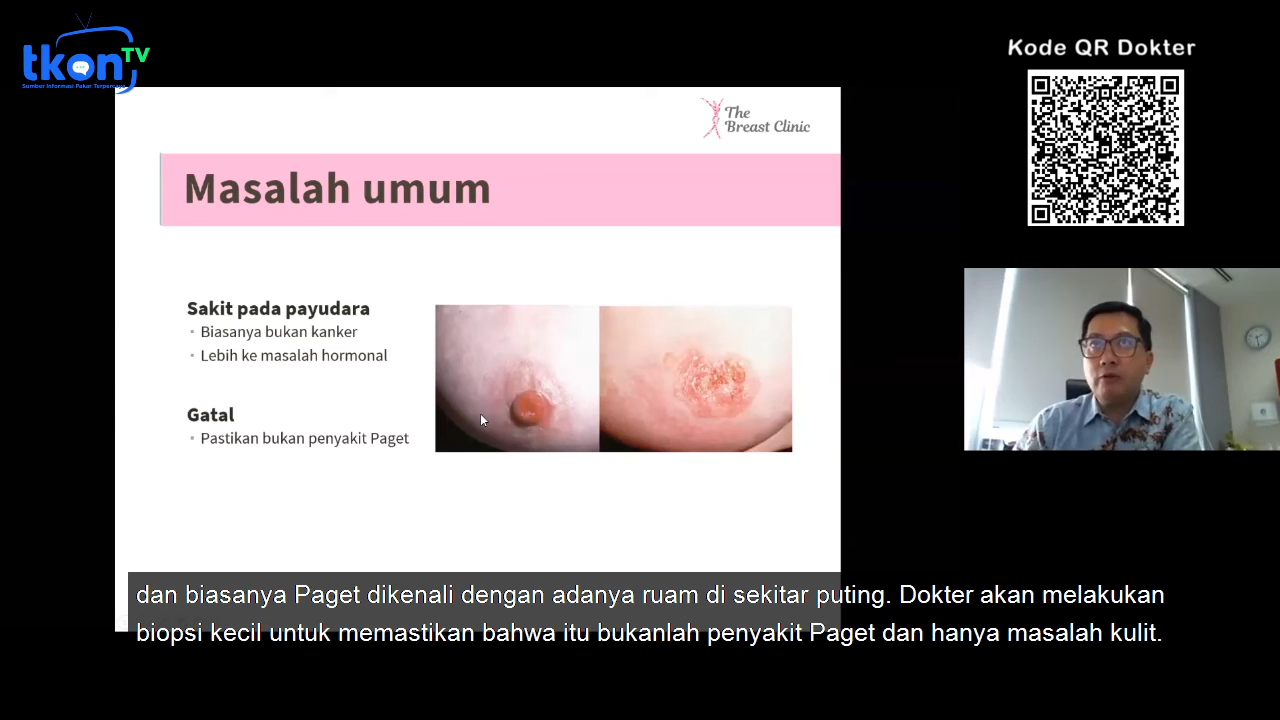 tkon TV
Sumber Informasi Pakar Terpercaya
Kode QR Dokter
The
Breast Clinic
Masalah umum
Sakit pada payudara
• Biasanya bukan kanker
• Lebih ke masalah hormonal
Gatal
• Pastikan bukan penyakit Paget
dan biasanya Paget dikenali dengan adanya ruam di sekitar puting. Dokter akan melakukan
biopsi kecil untuk memastikan bahwa itu bukanlah penyakit Paget dan hanya masalah kulit.